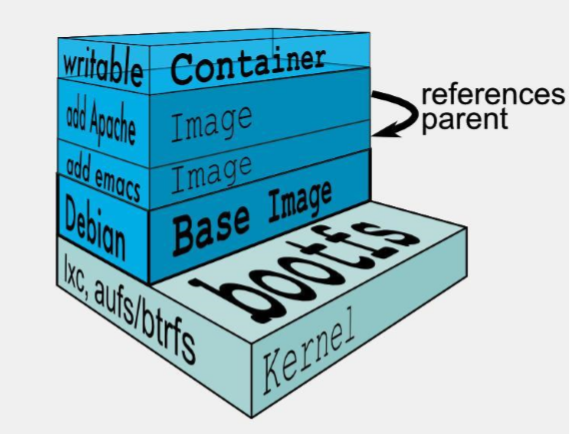 writable Container
add Apache Image
add emacs Image
Debian Base Image
references
parent
bootfs
lxc, aufs/btrfs
Kernel